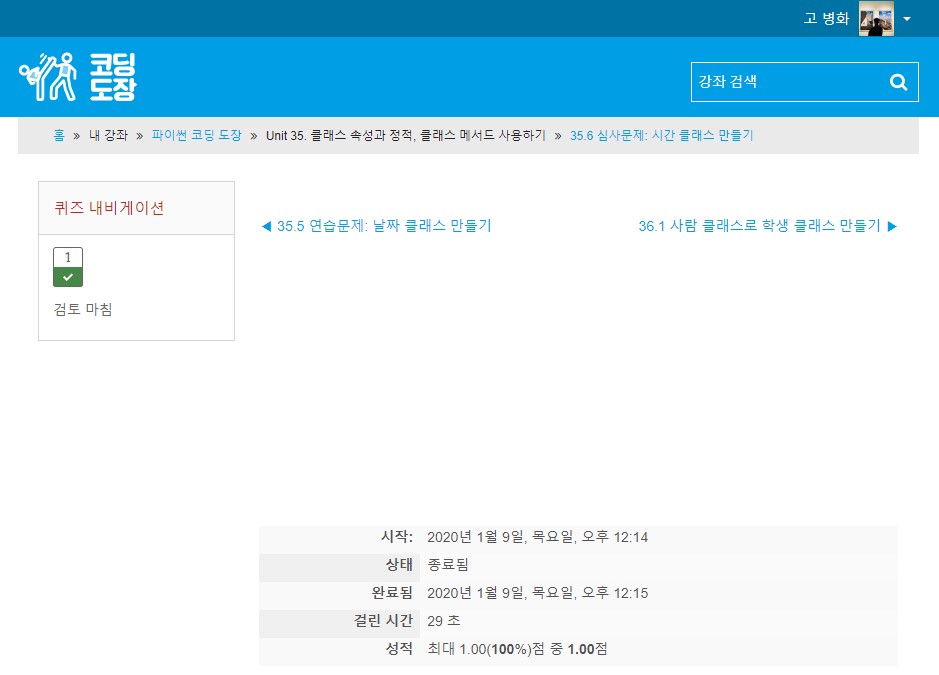 고 병화
코딩
도장
강좌 검색
홈 » 내 강좌 » 파이썬 코딩 도장 » Unit 35. 클래스 속성과 정적, 클래스 메서드 사용하기 » 35.6 심사문제: 시간 클래스 만들기
퀴즈 내비게이션
1
검토 마침
◀ 35.5 연습문제: 날짜 클래스 만들기
36.1 사람 클래스로 학생 클래스 만들기 ▶
시작: 2020년 1월 9일, 목요일, 오후 12:14
상태 종료됨
완료됨 2020년 1월 9일, 목요일, 오후 12:15
걸린 시간 29 초
성적 최대 1.00(100%)점 중 1.00점